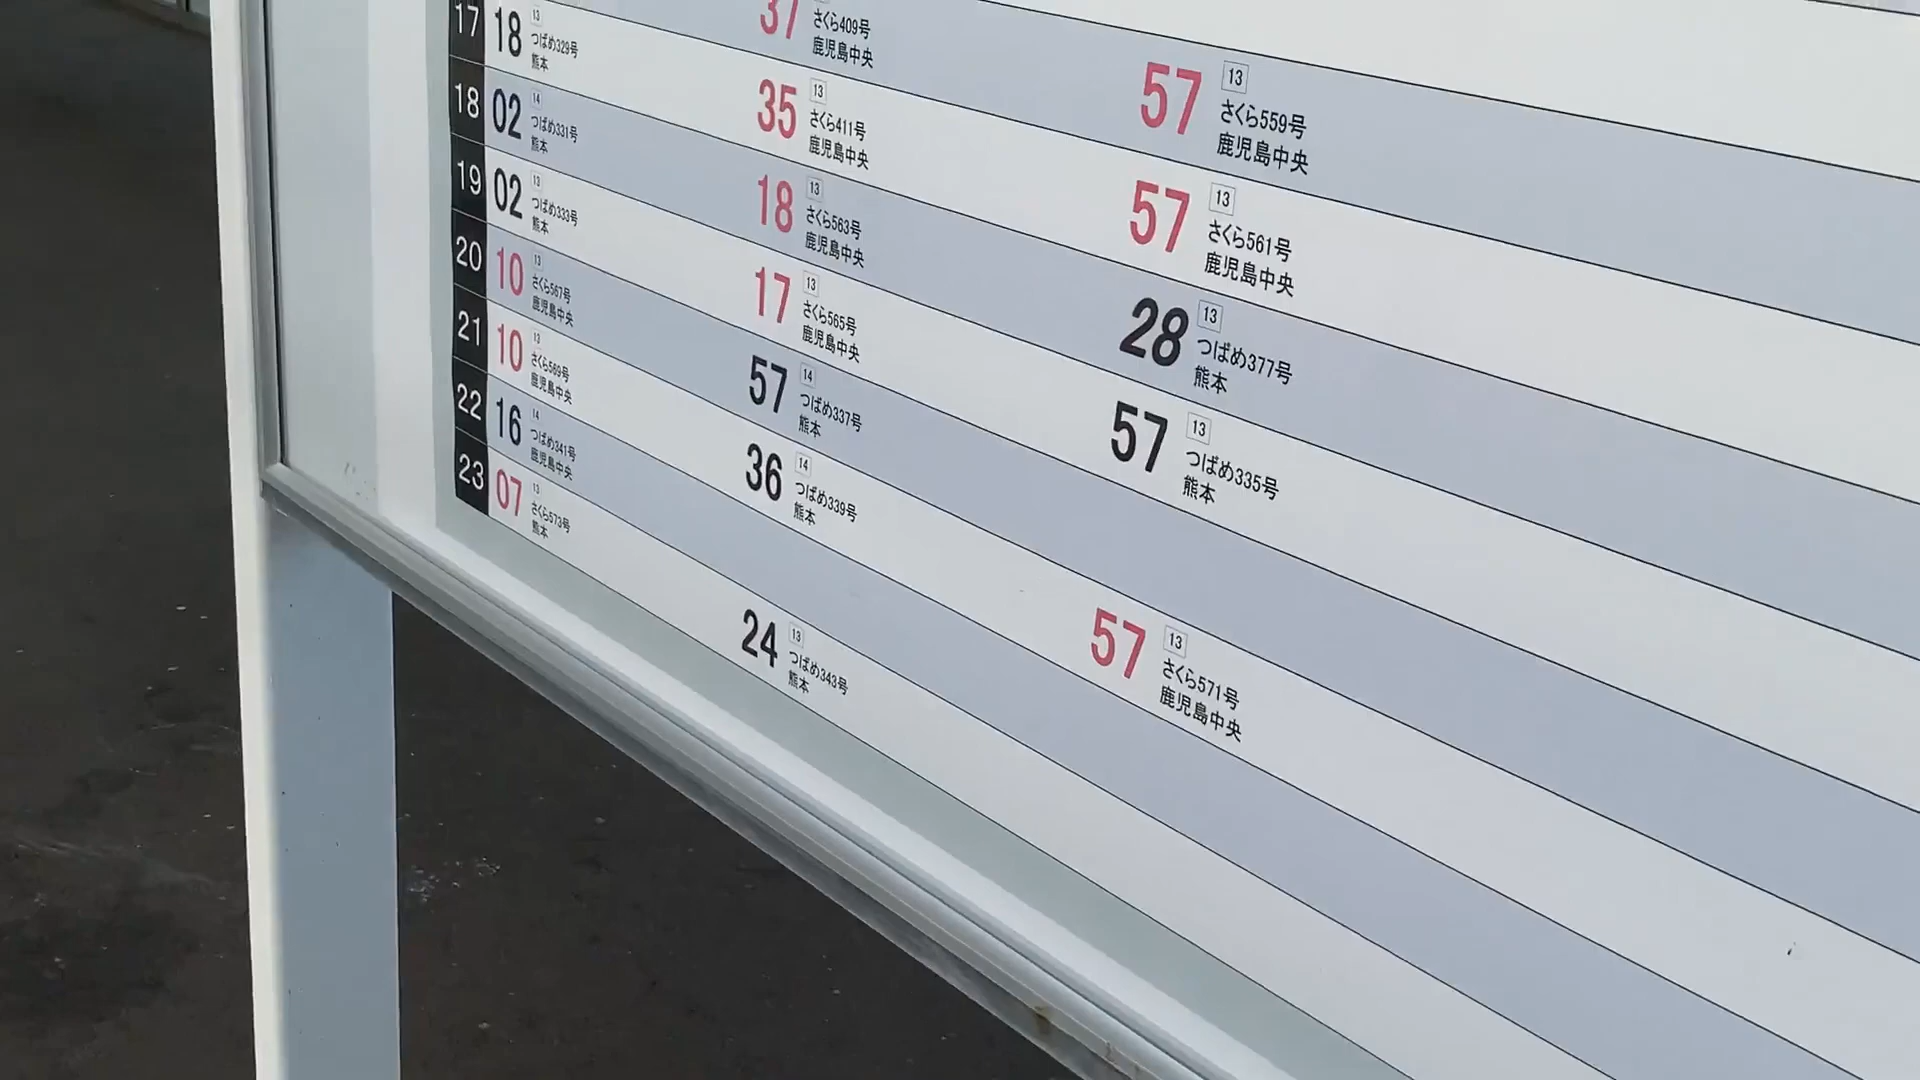 37
さくら409号
鹿児島中央
57
13
さくら559号
鹿児島中央
17
18
13
つばめ329号
熊本
35
13
さくら411号
鹿児島中央
57
13
さくら561号
鹿児島中央
18
02
14
つばめ331号
熊本
18
13
さくら563号
鹿児島中央
28
13
つばめ377号
熊本
19
02
13
つばめ333号
熊本
17
13
さくら565号
鹿児島中央
57
13
つばめ335号
熊本
20
10
13
さくら567号
鹿児島中央
57
14
つばめ337号
熊本
21
10
13
さくら569号
鹿児島中央
36
14
つばめ339号
熊本
57
13
さくら571号
鹿児島中央
22
16
14
つばめ341号
鹿児島中央
23
07
13
さくら573号
熊本
24
13
つばめ343号
熊本